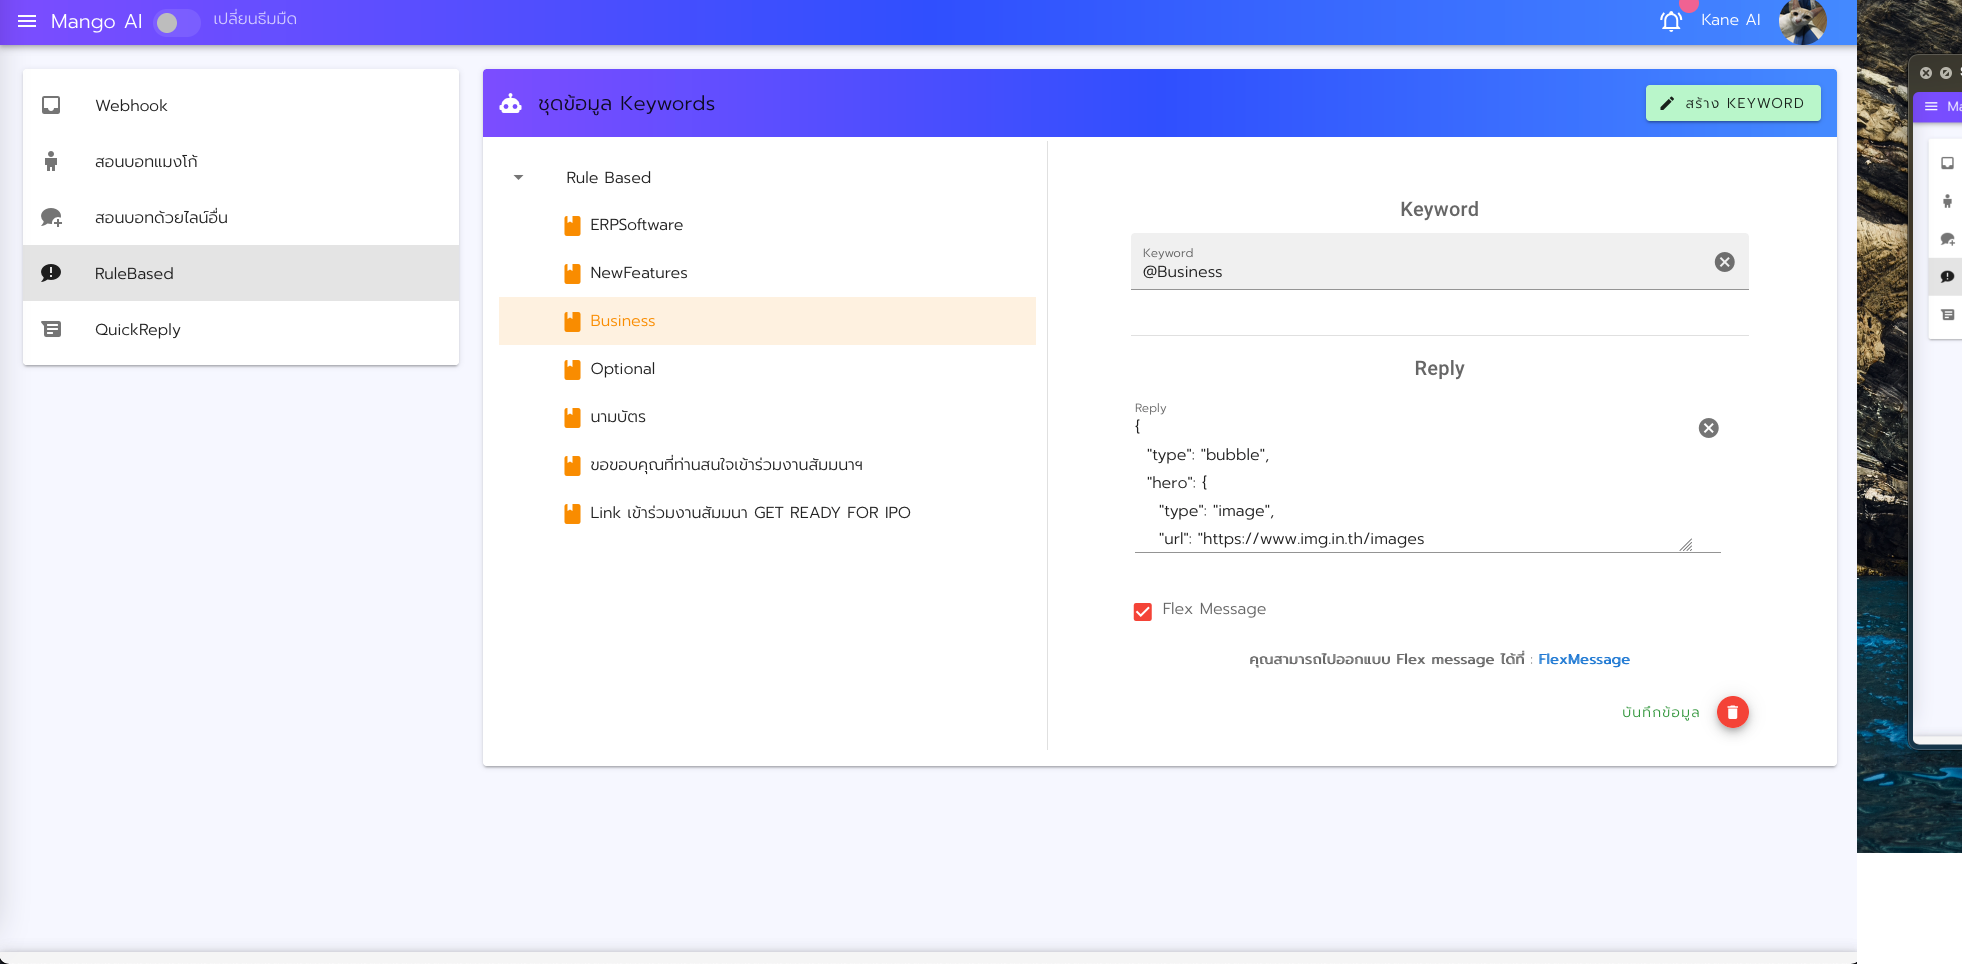 Mango AI
เปลี่ยนธีมมืด
Kane AI
Webhook
สอนบอทแมงโก้
สอนบอทด้วยไลน์อื่น
RuleBased
QuickReply
ชุดข้อมูล Keywords
สร้าง KEYWORD
Rule Based
ERPSoftware
NewFeatures
Business
Optional
นามบัตร
ขอขอบคุณที่ท่านสนใจเข้าร่วมงานสัมมนาฯ
Link เข้าร่วมงานสัมมนา GET READY FOR IPO
Keyword
Keyword
@Business
Reply
Reply
{
"type": "bubble",
"hero": {
"type": "image",
"url": "https://www.img.in.th/images
Flex Message
คุณสามารถไปออกแบบ Flex message ได้ที่ : FlexMessage
บันทึกข้อมูล